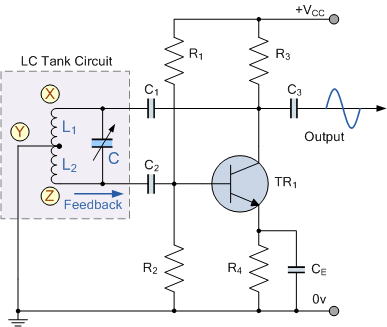 +VCC
LC Tank Circuit
R1
R3
X
C1
C3
L1
Y
C
Output
L2
C2
Z
TR1
Feedback
R2
R4
CE
0v